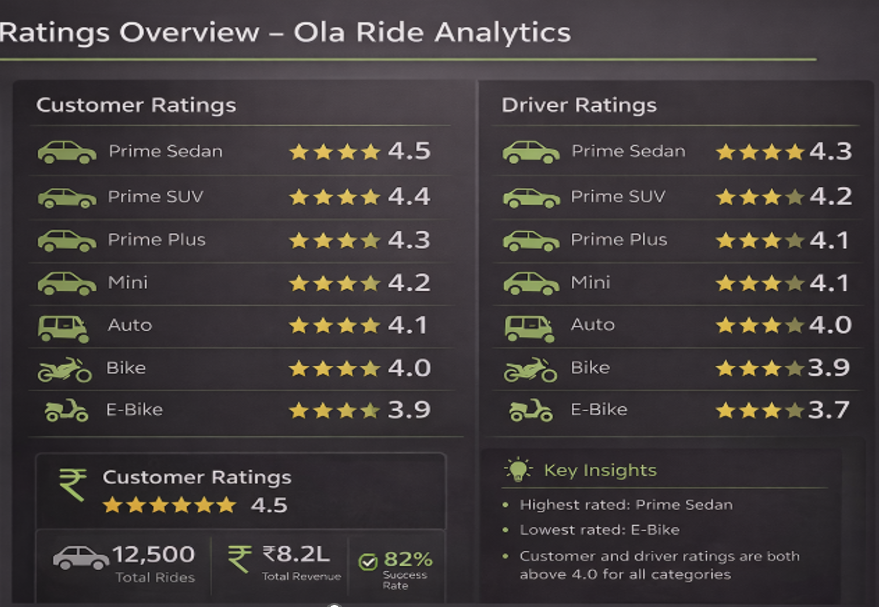 Ratings Overview – Ola Ride Analytics
Customer Ratings
Prime Sedan 4.5
Prime SUV 4.4
Prime Plus 4.3
Mini 4.2
Auto 4.1
Bike 4.0
E-Bike 3.9
Driver Ratings
Prime Sedan 4.3
Prime SUV 4.2
Prime Plus 4.1
Mini 4.1
Auto 4.0
Bike 3.9
E-Bike 3.7
₹ Customer Ratings
4.5
12,500
Total Rides
₹ ₹8.2L
Total Revenue
82%
Success
Rate
Key Insights
• Highest rated: Prime Sedan
• Lowest rated: E-Bike
• Customer and driver ratings are both
above 4.0 for all categories